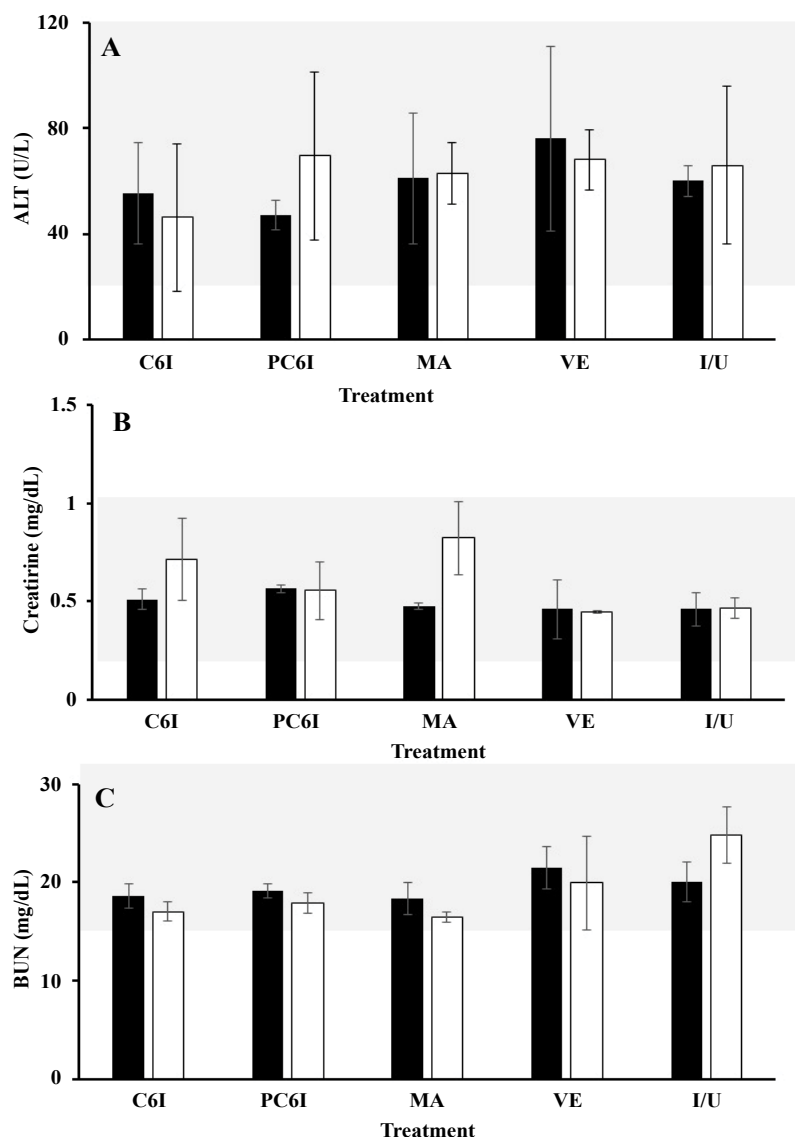 A
ALT (U/L)
120
80
40
0
C6I PC6I MA VE I/U
Treatment
B
Creatirine (mg/dL)
1.5
1
0.5
0
C6I PC6I MA VE I/U
Treatment
C
BUN (mg/dL)
30
20
10
0
C6I PC6I MA VE I/U
Treatment